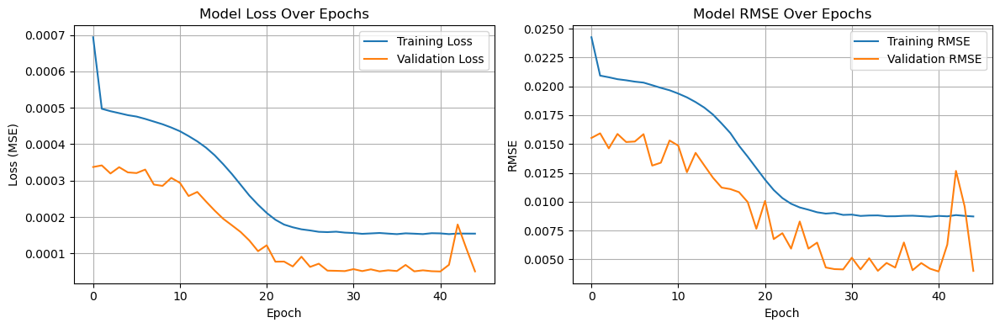 Model Loss Over Epochs
0.0007
0.0006
0.0005
0.0004
0.0003
0.0002
0.0001
Loss (MSE)
Training Loss
Validation Loss
0 10 20 30 40
Epoch
Model RMSE Over Epochs
0.0250
0.0225
0.0200
0.0175
0.0150
0.0125
0.0100
0.0075
0.0050
RMSE
Training RMSE
Validation RMSE
0 10 20 30 40
Epoch